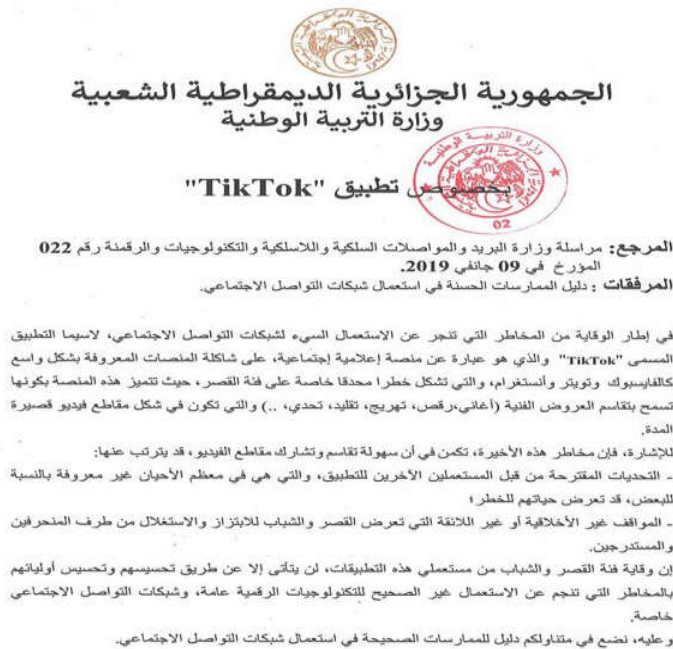 الجمهورية الجزائرية الديمقراطية الشعبية
وزارة التربية الوطنية
وزارة التربية الوطنية
02
بخصوص تطبيق "TikTok"
المرجع: مراسلة وزارة البريد والمواصلات السلكية واللاسلكية والتكنولوجيات والرقمنة رقم 022
المؤرخ في 09 جانفي 2019.
المرفقات : دليل الممارسات الحسنة في استعمال شبكات التواصل الاجتماعي.
في إطار الوقاية من المخاطر التي تنجر عن الاستعمال السيء لشبكات التواصل الاجتماعي، لاسيما التطبيق
المسمى "TikTok" والذي هو عبارة عن منصة إعلامية إجتماعية، على شاكلة المنصات المعروفة بشكل واسع
كالفايسبوك وتويتر وأنستغرام، والتي تشكل خطرا محدقا خاصة على فئة القصر، حيث تتميز هذه المنصة بكونها
تسمح بتقاسم العروض الفنية (أغاني،رقص، تهريج، تقليد، تحدي، ..) والتي تكون في شكل مقاطع فيديو قصيرة
المدة.
للإشارة، فإن مخاطر هذه الأخيرة، تكمن في أن سهولة تقاسم وتشارك مقاطع الفيديو، قد يترتب عنها:
- التحديات المقترحة من قبل المستعملين الأخرين للتطبيق، والتي هي في معظم الأحيان غير معروفة بالنسبة
للبعض، قد تعرض حياتهم للخطر؛
- المواقف غير الأخلاقية أو غير اللائقة التي تعرض القصر والشباب للابتزاز والاستغلال من طرف المنحرفين
والمستدرجين.
إن وقاية فئة القصر والشباب من مستعملي هذه التطبيقات، لن يتأتى إلا عن طريق تحسيسهم وتحسيس أوليائهم
بالمخاطر التي تنجم عن الاستعمال غير الصحيح للتكنولوجيات الرقمية عامة، وشبكات التواصل الاجتماعي
خاصة.
وعليه، نضع في متناولكم دليل للممارسات الصحيحة في استعمال شبكات التواصل الاجتماعي.